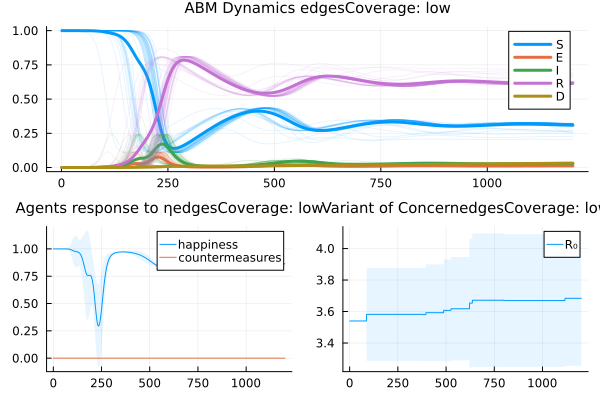 ABM Dynamics edgesCoverage: low
1.00
0.75
0.50
0.25
0.00
S
E
I
R
D
0 250 500 750 1000
Agents response to ηedgesCoverage: low
1.00
0.75
0.50
0.25
0.00
happiness
countermeasures
0 250 500 750 1000
Variant of ConcernedgesCoverage: low
4.0
3.8
3.6
3.4
R₀
0 250 500 750 1000